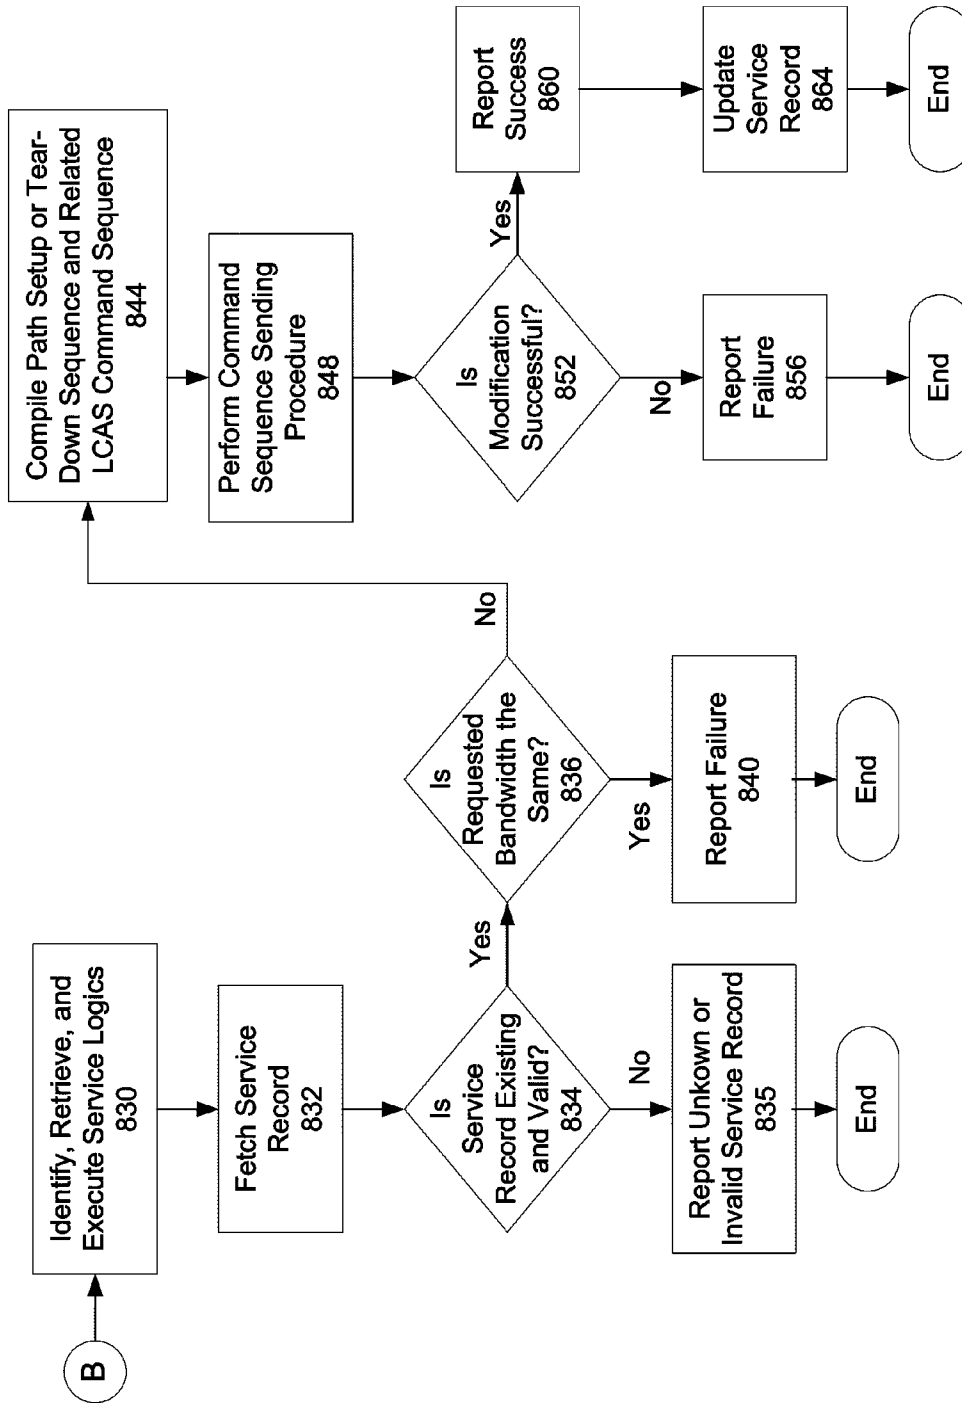 B
Identify, Retrieve, and
Execute Service Logics
830
Fetch Service
Record
832
Is
Service
Record Existing
and Valid?
834
No
Report Unkown or
Invalid Service Record
835
End
Yes
Is
Requested
Bandwidth the
Same?
836
Yes
Report Failure
840
End
No
Compile Path Setup or Tear-
Down Sequence and Related
LCAS Command Sequence
844
Perform Command
Sequence Sending
Procedure
848
Is
Modification
Successful?
852
No
Report
Failure
856
End
Yes
Report
Success
860
Update
Service
Record
864
End